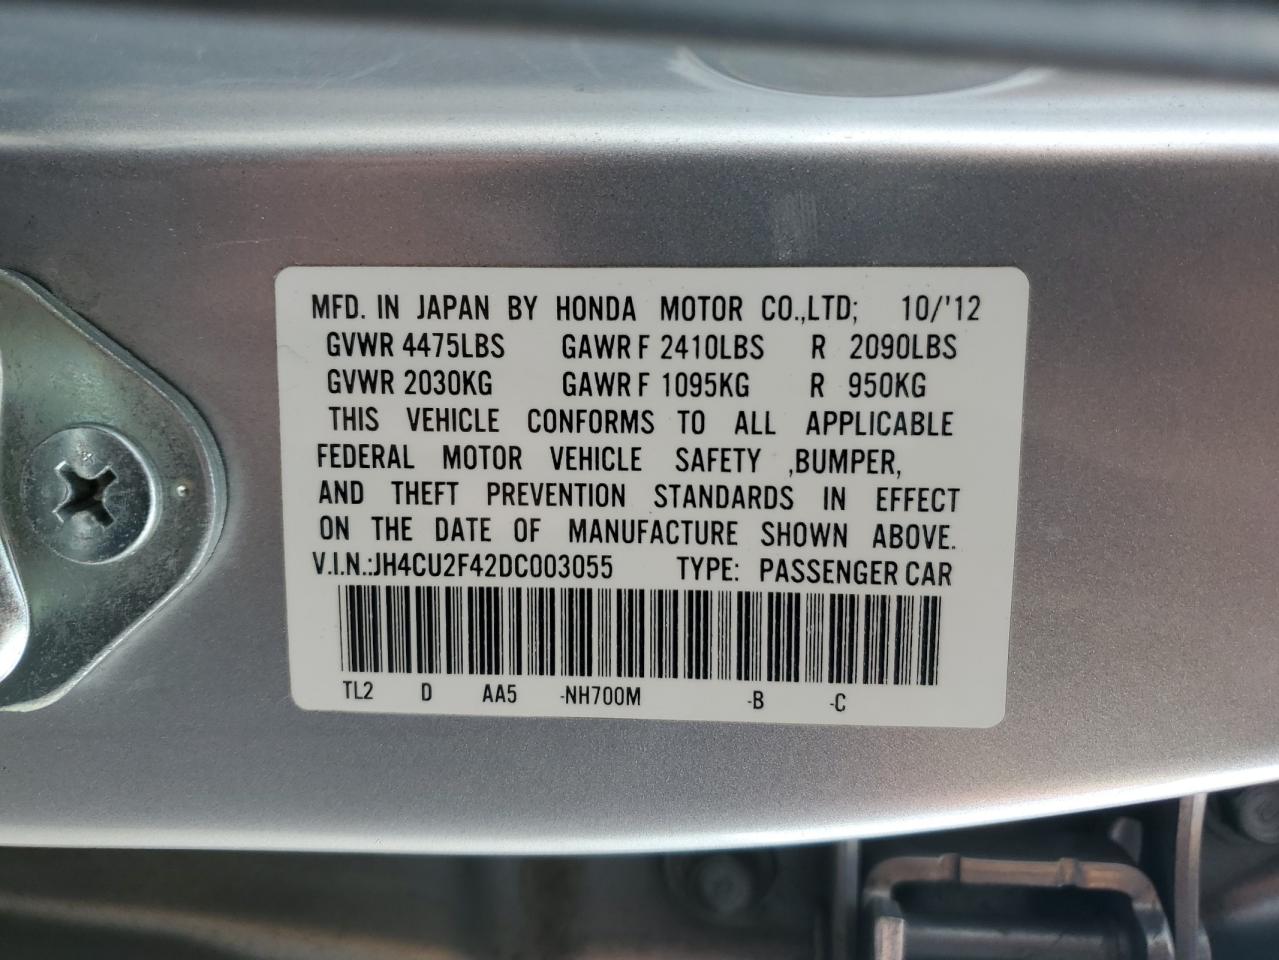 MFD. IN JAPAN BY HONDA MOTOR CO.,LTD; 10/'12
GVWR 4475LBS GAWR F 2410LBS R 2090LBS
GVWR 2030KG GAWR F 1095KG R 950KG
THIS VEHICLE CONFORMS TO ALL APPLICABLE
FEDERAL MOTOR VEHICLE SAFETY ,BUMPER,
AND THEFT PREVENTION STANDARDS IN EFFECT
ON THE DATE OF MANUFACTURE SHOWN ABOVE.
V.I.N.:JH4CU2F42DC003055 TYPE: PASSENGER CAR
TL2 D AA5 -NH700M -B -C